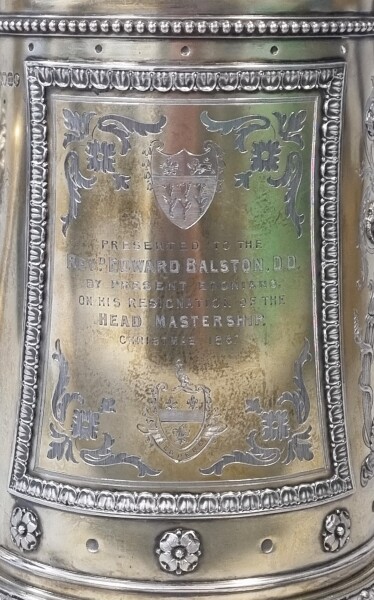 PRESENTED TO THE
REVD EDWARD BALSTON. D.D.
BY PRESENT ETONIANS
ON HIS RESIGNATION OF THE
HEAD MASTERSHIP.
CHRISTMAS